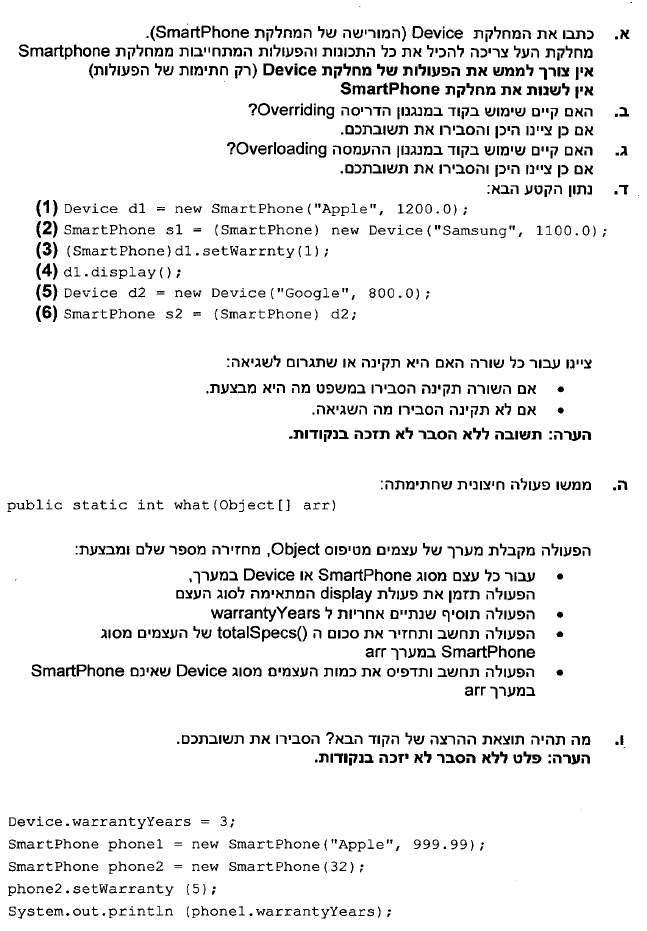 א. כתבו את המחלקת Device (המורישה של המחלקת SmartPhone).
מחלקת העל צריכה להכיל את כל התכונות והפעולות המתחייבות ממחלקת Smartphone
אין צורך לממש את הפעולות של מחלקת Device (רק חתימות של הפעולות)
אין לשנות את מחלקת SmartPhone
ב. האם קיים שימוש בקוד במנגנון הדריסה Overriding?
אם כן ציינו היכן והסבירו את תשובתכם.
ג. האם קיים שימוש בקוד במנגנון ההעמסה Overloading?
אם כן ציינו היכן והסבירו את תשובתכם.
ד. נתון הקטע הבא:
(1) Device d1 = new SmartPhone("Apple", 1200.0);
(2) SmartPhone s1 = (SmartPhone) new Device("Samsung", 1100.0);
(3) (SmartPhone)d1.setWarrnty(1);
(4) d1.display();
(5) Device d2 = new Device("Google", 800.0);
(6) SmartPhone s2 = (SmartPhone) d2;
ציינו עבור כל שורה האם היא תקינה או שתגרום לשגיאה:
• אם השורה תקינה הסבירו במשפט מה היא מבצעת.
• אם לא תקינה הסבירו מה השגיאה.
הערה: תשובה ללא הסבר לא תזכה בנקודות.
ה. ממשו פעולה חיצונית שחתימתה:
public static int what(Object[] arr)
הפעולה מקבלת מערך של עצמים מטיפוס Object, מחזירה מספר שלם ומבצעת:
• עבור כל עצם מסוג SmartPhone או Device במערך,
הפעולה תזמן את פעולת display המתאימה לסוג העצם
• הפעולה תוסיף שנתיים אחריות ל warrantyYears
• הפעולה תחשב ותחזיר את סכום ה totalSpecs() של העצמים מסוג
SmartPhone במערך arr
• הפעולה תחשב ותדפיס את כמות העצמים מסוג Device שאינם SmartPhone
במערך arr
ו. מה תהיה תוצאת ההרצה של הקוד הבא? הסבירו את תשובתכם.
הערה: פלט ללא הסבר לא יזכה בנקודות.
Device.warrantyYears = 3;
SmartPhone phone1 = new SmartPhone("Apple", 999.99);
SmartPhone phone2 = new SmartPhone(32);
phone2.setWarranty (5);
System.out.println (phone1.warrantyYears);